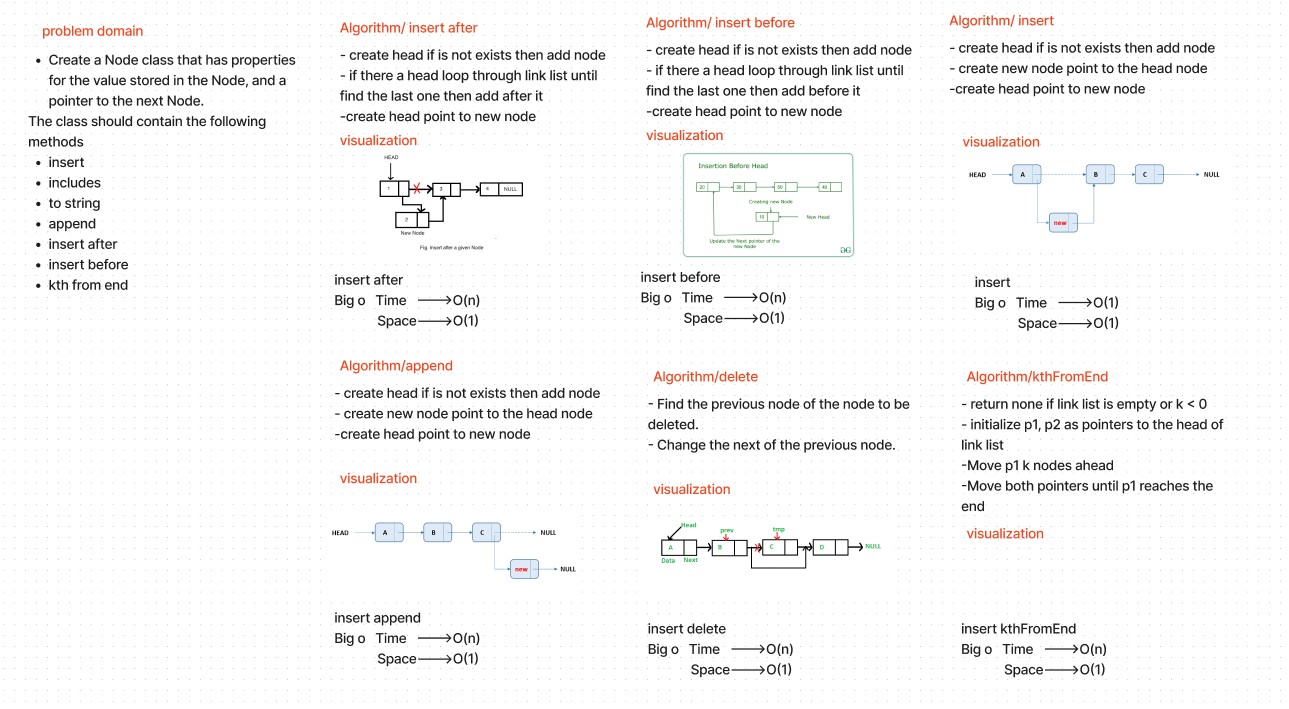 problem domain
• Create a Node class that has properties
for the value stored in the Node, and a
pointer to the next Node.
The class should contain the following
methods
• insert
• includes
• to string
• append
• insert after
• insert before
• kth from end
Algorithm/ insert after
- create head if is not exists then add node
- if there a head loop through link list until
find the last one then add after it
-create head point to new node
visualization
HEAD
1
3
4
NULL
2
New Node
Fig. Insert after a given Node
insert after
Big o Time ⟶O(n)
Space⟶O(1)
Algorithm/ insert before
- create head if is not exists then add node
- if there a head loop through link list until
find the last one then add before it
-create head point to new node
visualization
Insertion Before Head
20
30
50
40
Creating new Node
10
New Head
Update the Next pointer of the
new Node
insert before
Big o Time ⟶O(n)
Space⟶O(1)
Algorithm/ insert
- create head if is not exists then add node
- create new node point to the head node
-create head point to new node
visualization
HEAD
A
B
C
NULL
new
insert
Big o Time ⟶O(1)
Space⟶O(1)
Algorithm/append
- create head if is not exists then add node
- create new node point to the head node
-create head point to new node
visualization
HEAD
A
B
C
NULL
new
NULL
insert append
Big o Time ⟶O(n)
Space⟶O(1)
Algorithm/delete
- Find the previous node of the node to be
deleted.
- Change the next of the previous node.
visualization
Head
prev
tmp
A
B
C
D
NULL
Data Next
insert delete
Big o Time ⟶O(n)
Space⟶O(1)
Algorithm/kthFromEnd
- return none if link list is empty or k < 0
- initialize p1, p2 as pointers to the head of
link list
-Move p1 k nodes ahead
-Move both pointers until p1 reaches the
end
visualization
insert kthFromEnd
Big o Time ⟶O(n)
Space⟶O(1)